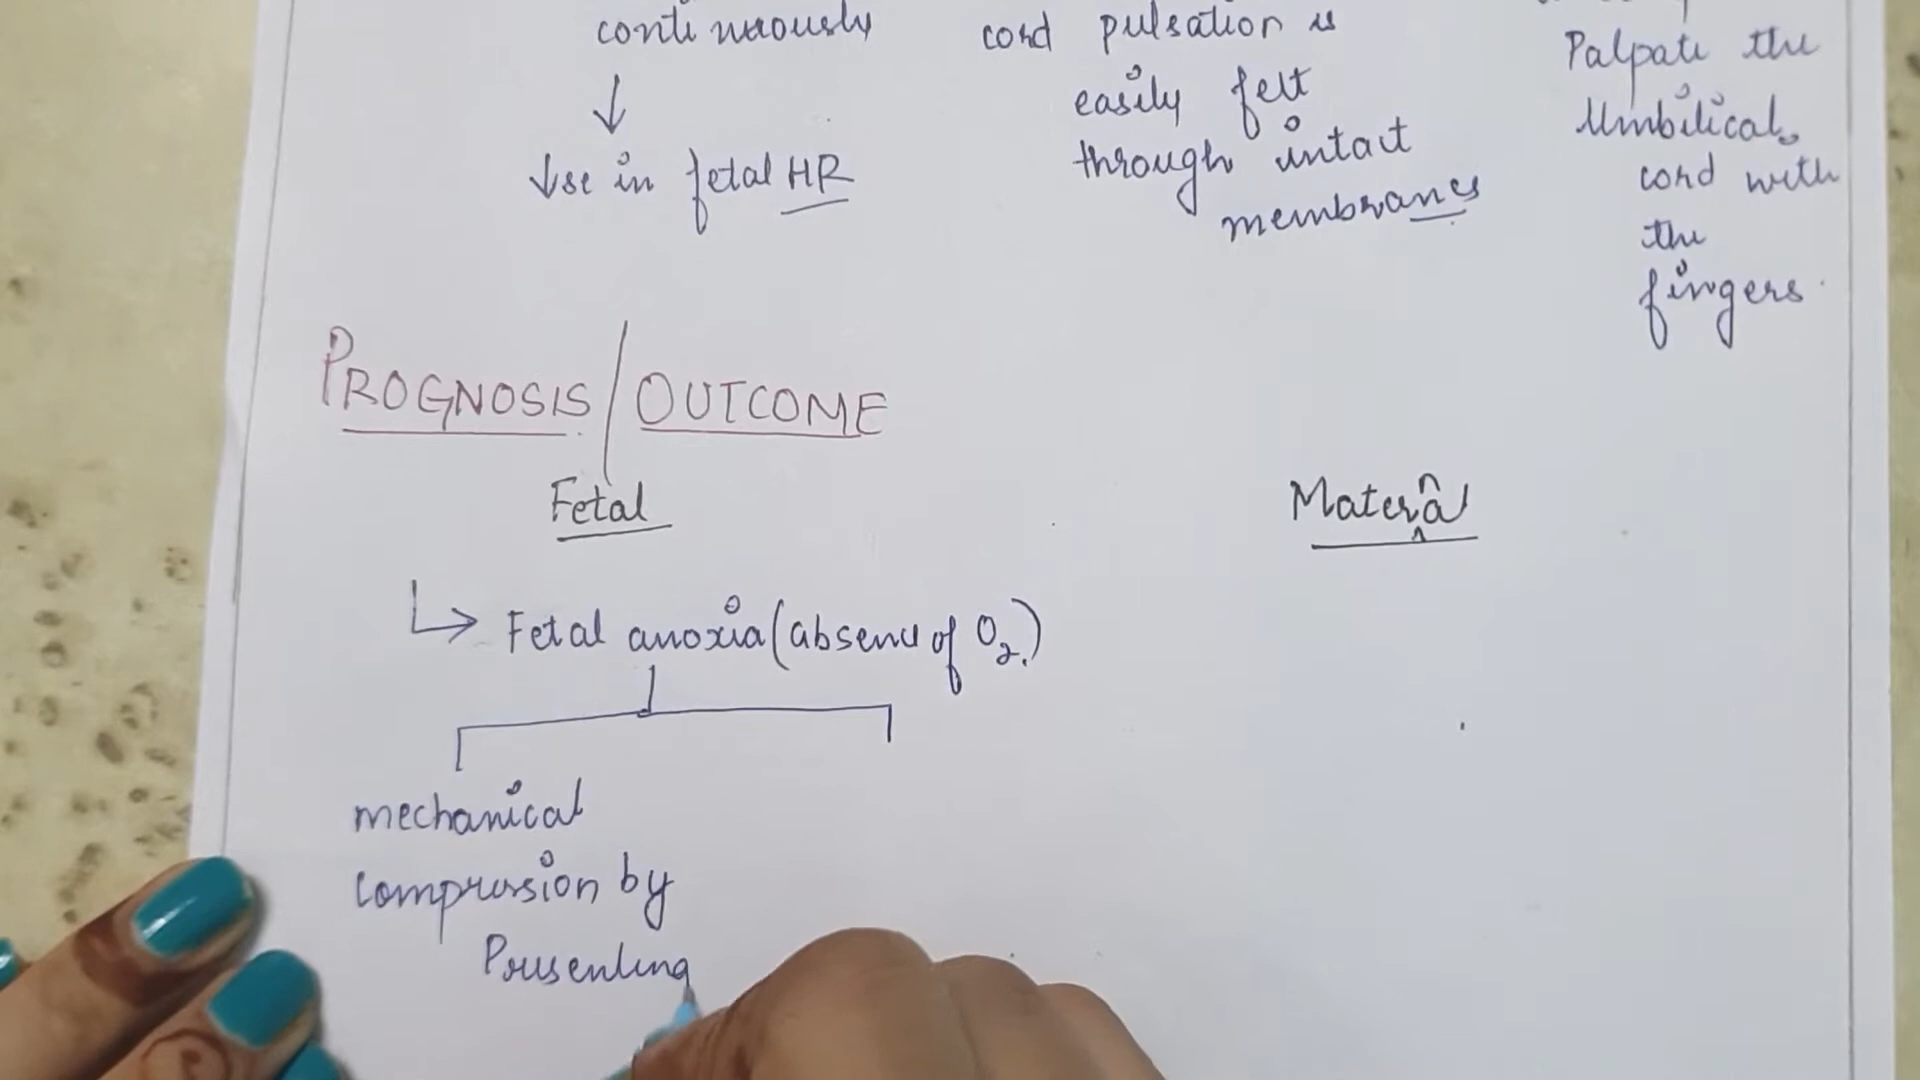 continuously
↓
↓se in fetal HR
cord pulsation is
easily felt
through intact
membranes
Palpate the
Umbilical
cord with
the
fingers
PROGNOSIS / OUTCOME
Fetal
Maternal
↳ Fetal anoxia (absence of O2)
mechanical
compression by
Presenting